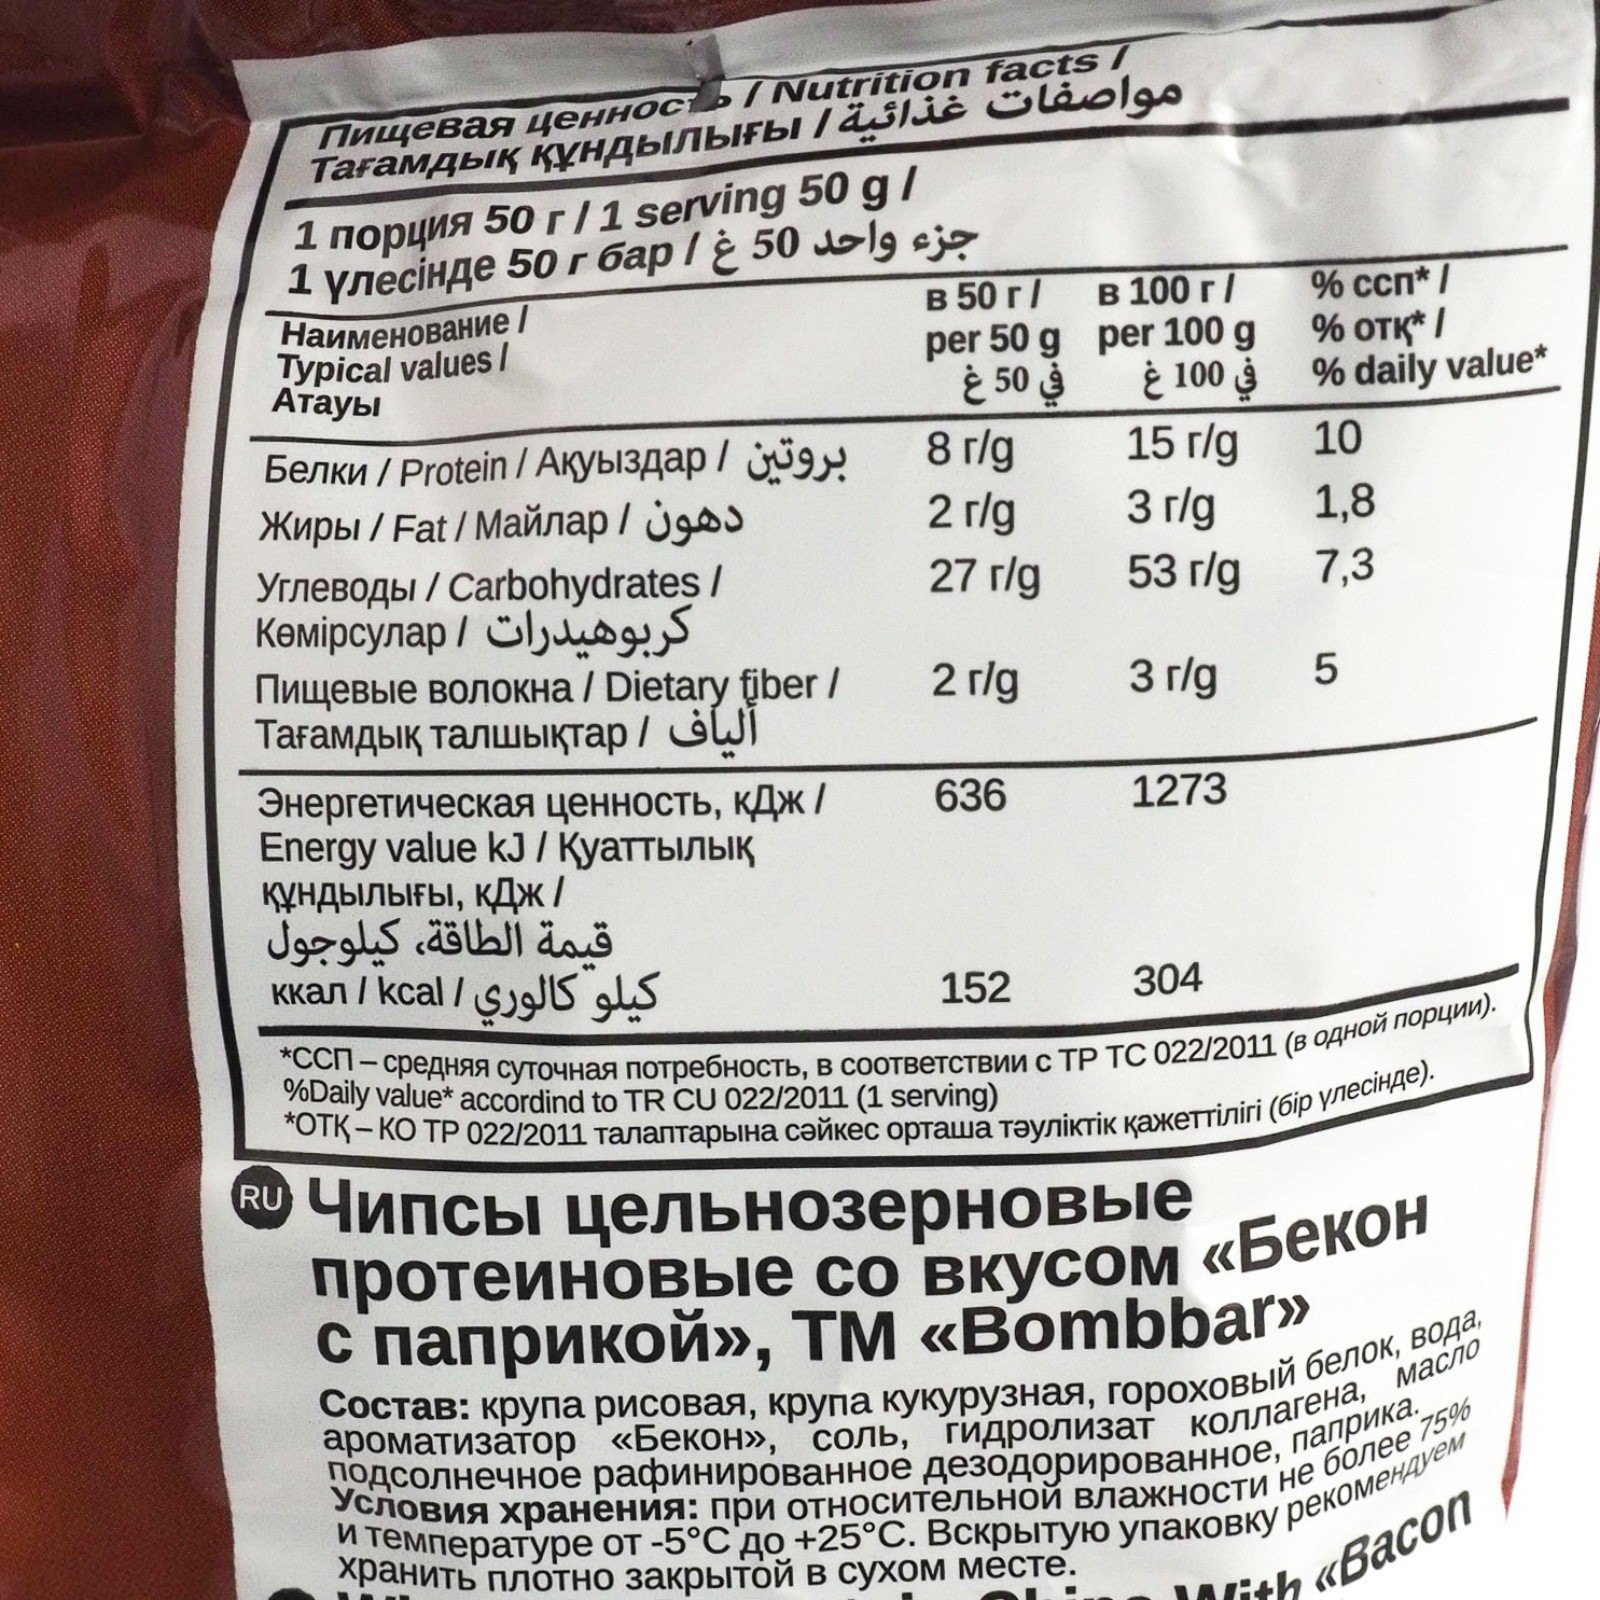 Пищевая ценность / Nutrition facts /
Тағамдық құндылығы / مواصفات غذائية
1 порция 50 г / 1 serving 50 g /
1 үлесінде 50 г бар / جزء واحد 50 غ
Наименование /
Typical values /
Атауы
в 50 г / в 100 г / % ссп* /
per 50 g per 100 g % отқ* /
في 50 غ في 100 غ % daily value*
Белки / Protein / Ақуыздар / بروتين 8 г/g 15 г/g 10
Жиры / Fat / Майлар / دهون 2 г/g 3 г/g 1,8
Углеводы / Carbohydrates / 27 г/g 53 г/g 7,3
Көмірсулар / كربوهيدرات
Пищевые волокна / Dietary fiber / 2 г/g 3 г/g 5
Тағамдық талшықтар / ألياف
Энергетическая ценность, кДж / 636 1273
Energy value kJ / Қуаттылық
құндылығы, кДж /
قيمة الطاقة، كيلوجول
ккал / kcal / كيلو كالوري 152 304
*ССП – средняя суточная потребность, в соответствии с ТР ТС 022/2011 (в одной порции).
%Daily value* accordind to TR CU 022/2011 (1 serving)
*ОТҚ – КО ТР 022/2011 талаптарына сәйкес орташа тәуліктік қажеттілігі (бір үлесінде).
RU Чипсы цельнозерновые
протеиновые со вкусом «Бекон
с паприкой», ТМ «Bombbar»
Состав: крупа рисовая, крупа кукурузная, гороховый белок, вода,
ароматизатор «Бекон», соль, гидролизат коллагена, масло
подсолнечное рафинированное дезодорированное, паприка.
Условия хранения: при относительной влажности не более 75%
и температуре от -5°C до +25°C. Вскрытую упаковку рекомендуем
хранить плотно закрытой в сухом месте.
With «Bacon